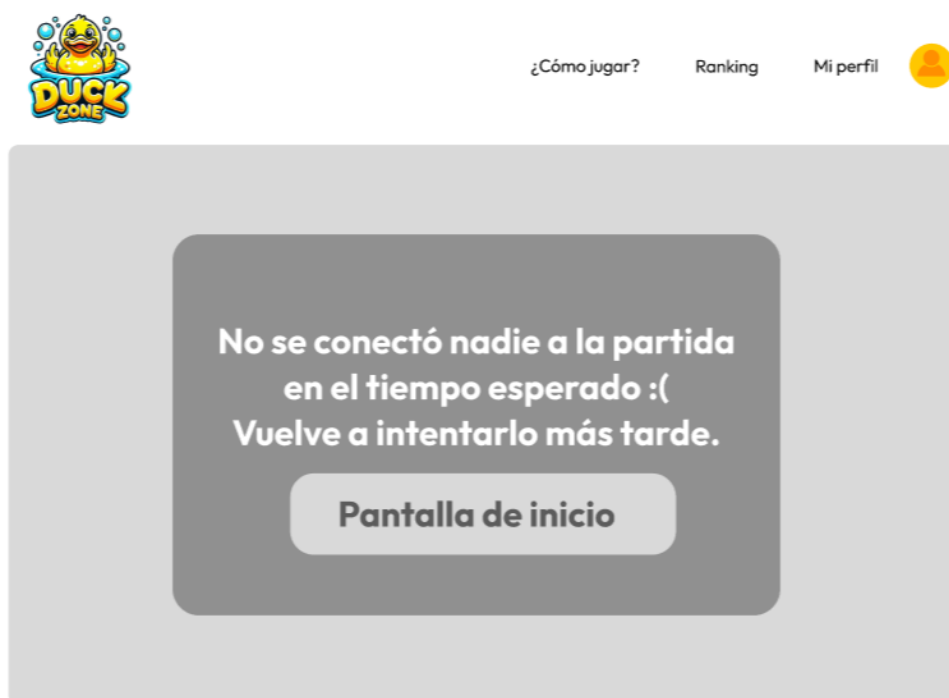 DUCK
ZONE
¿Cómo jugar? Ranking Mi perfil
No se conectó nadie a la partida
en el tiempo esperado :(
Vuelve a intentarlo más tarde.
Pantalla de inicio